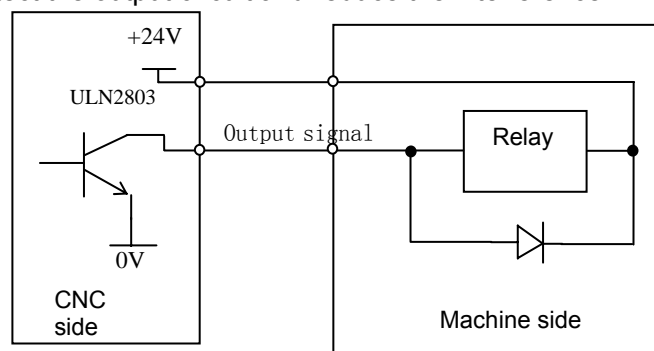 +24V
ULN2803
Output signal
Relay
0V
CNC
side
Machine side